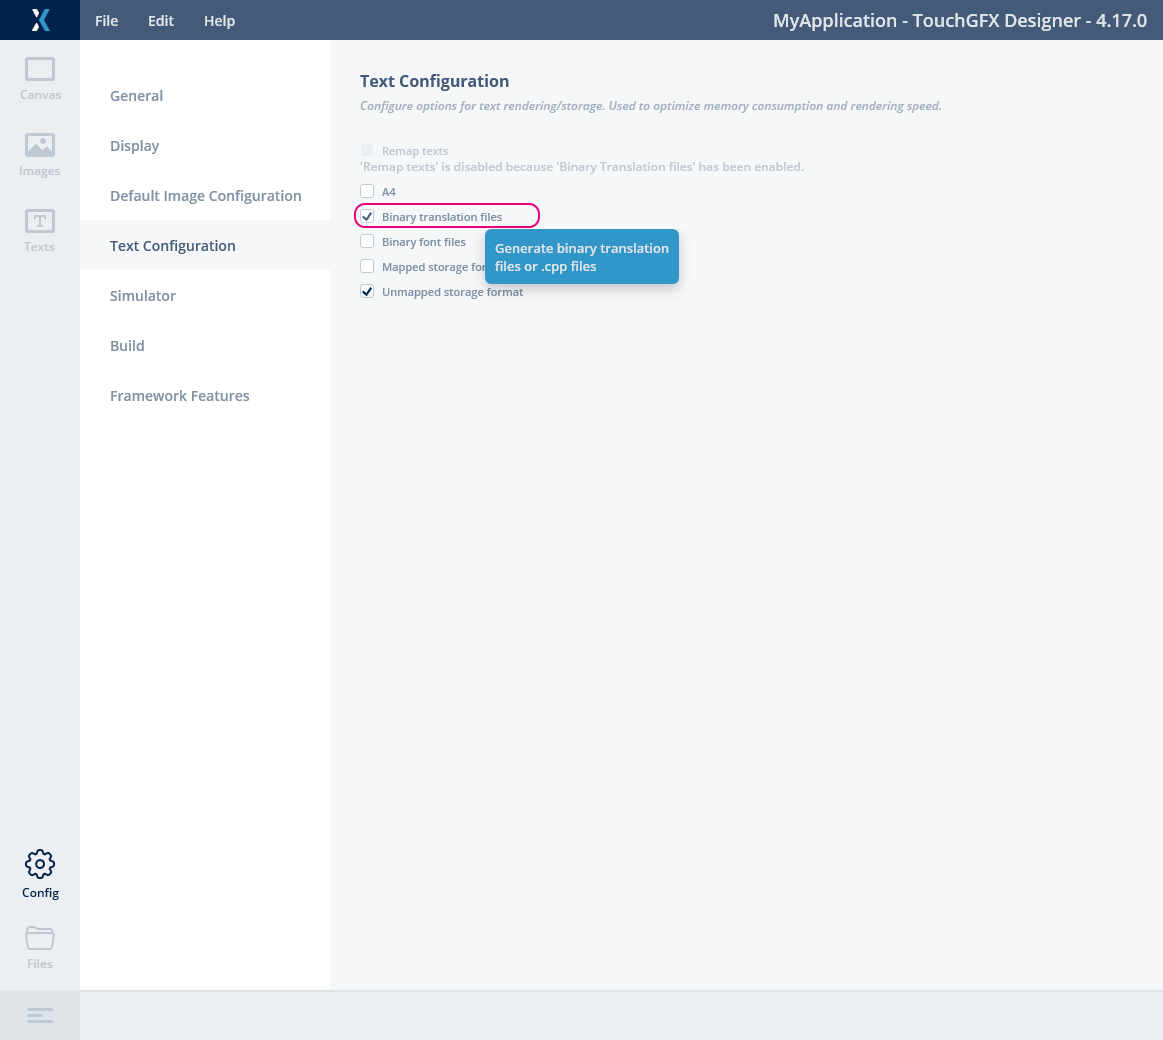 File Edit Help
MyApplication - TouchGFX Designer - 4.17.0
Canvas
Images
Texts
Config
Files
General
Display
Default Image Configuration
Text Configuration
Simulator
Build
Framework Features
Text Configuration
Configure options for text rendering/storage. Used to optimize memory consumption and rendering speed.
Remap texts
'Remap texts' is disabled because 'Binary Translation files' has been enabled.
A4
Binary translation files
Binary font files
Mapped storage for
Unmapped storage format
Generate binary translation
files or .cpp files